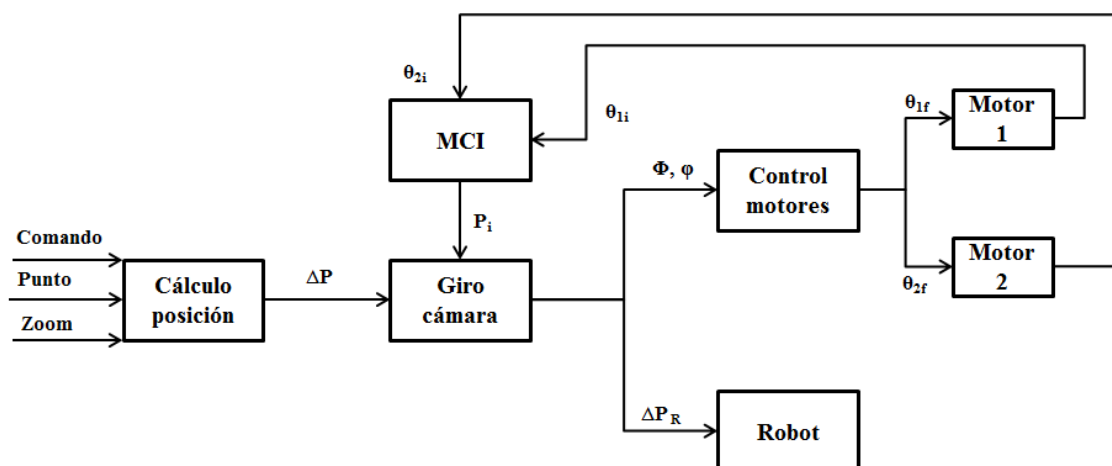 θ2i
MCI
θ1i
θ1f
Motor
1
Φ, φ
Control
motores
Pi
Comando
Punto
Zoom
Cálculo
posición
ΔP
Giro
cámara
Motor
2
θ2f
ΔP R
Robot